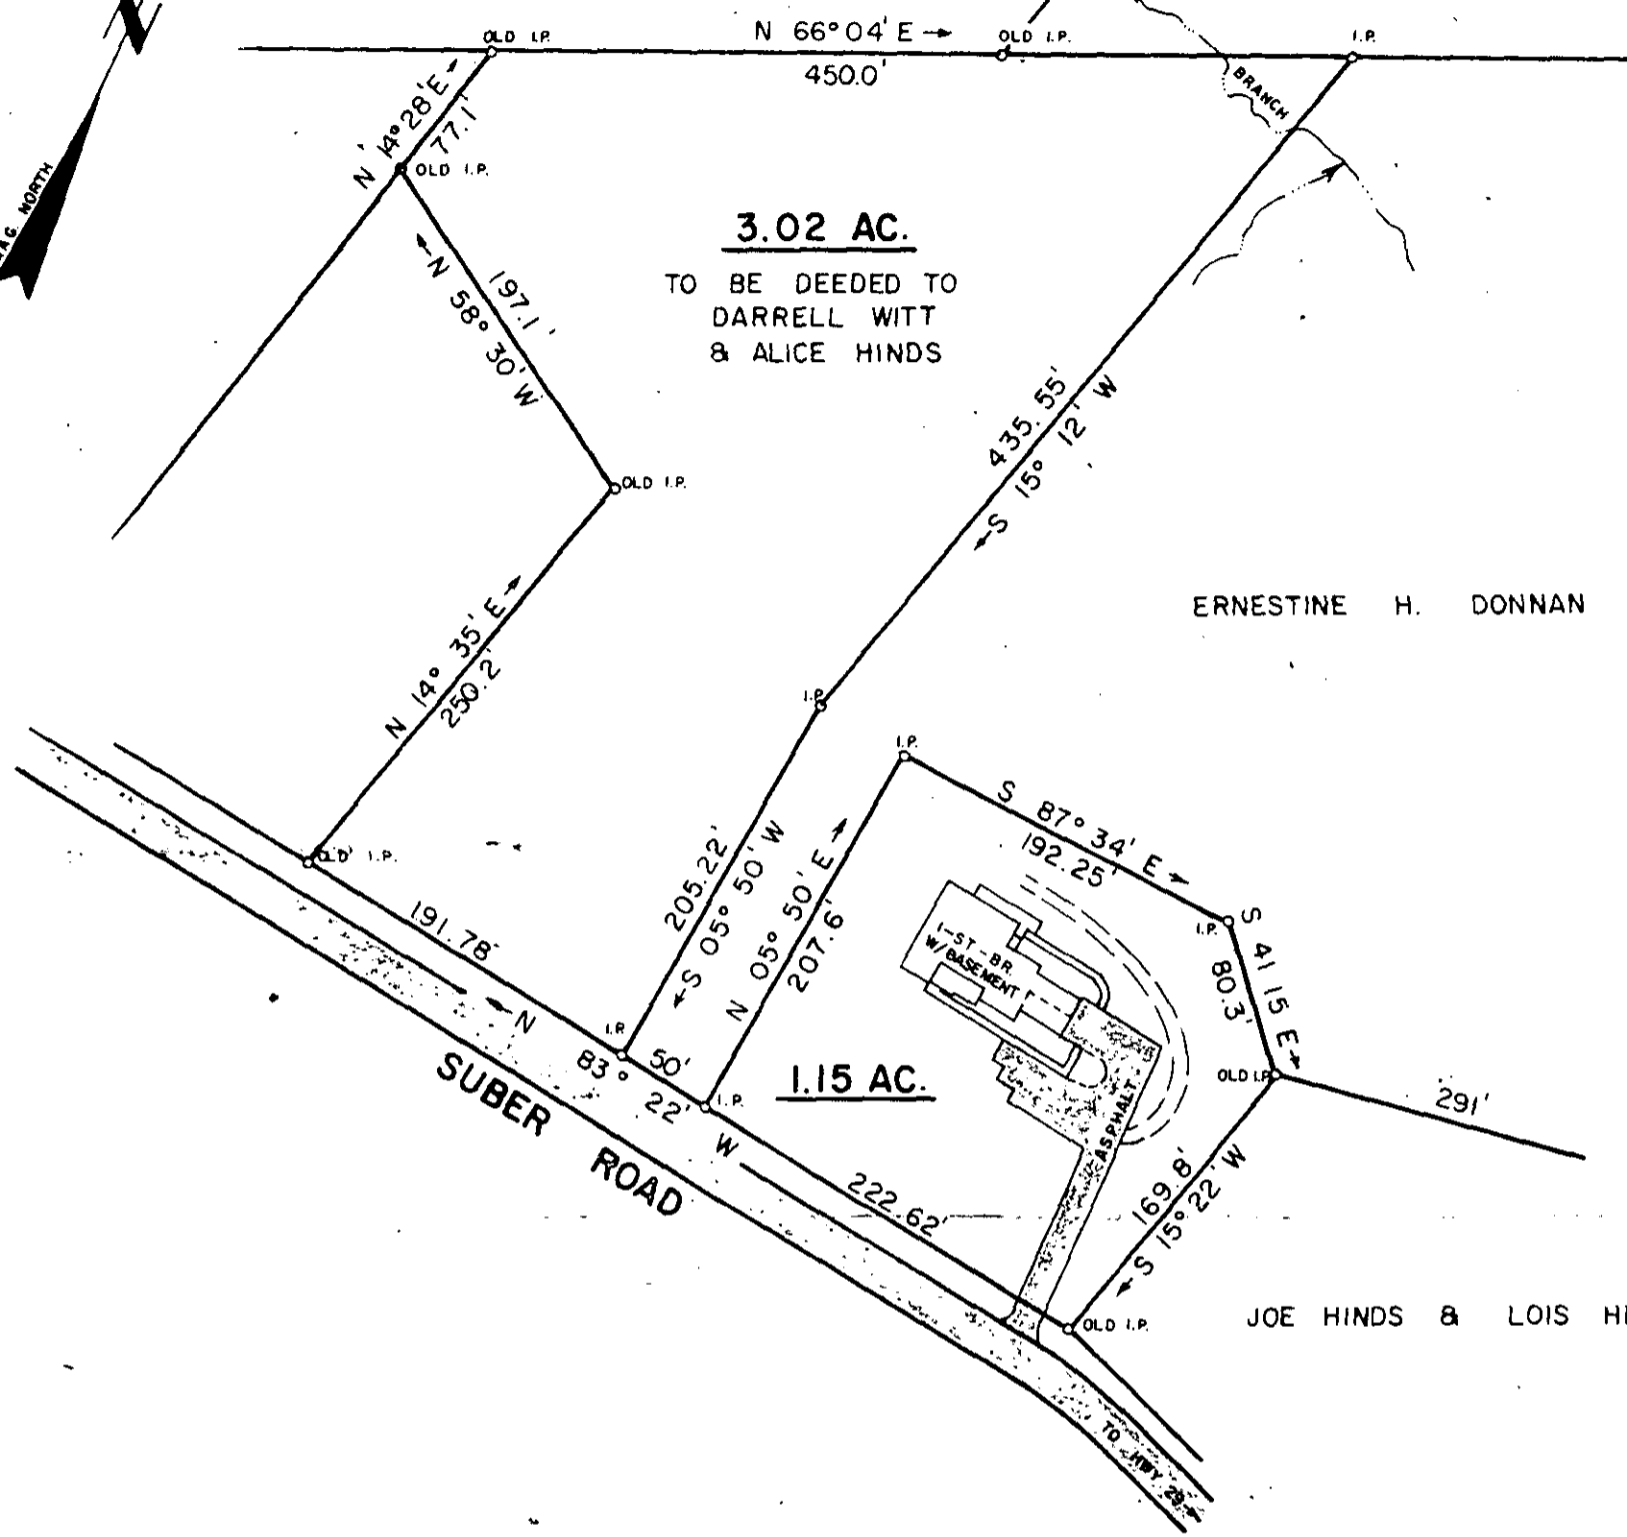 N 66°04' E
OLD I.P.
OLD I.P.
I.P.
450.0'
BRANCH
N 14°28' E
77.1'
OLD I.P.
MAG. NORTH
3.02 AC.
TO BE DEEDED TO
DARRELL WITT
& ALICE HINDS
197.1'
N 58° 30' W
435.55'
S 15° 12' W
OLD I.P.
ERNESTINE H. DONNAN
N 14° 35' E
250.2'
I.P.
I.P.
S 87° 34' E
192.25'
OLD I.P.
205.22'
S 05° 50' W
N 05° 50' E
207.6'
191.78'
I.P.
S 41 15 E
80.3'
1-ST.-BR.
W/BASEMENT
I.P.
N 83° 22' W
50'
I.P.
1.15 AC.
OLD I.P.
291'
SUBER ROAD
ASPHALT
222.62'
169.8'
S 15° 22' W
OLD I.P.
JOE HINDS & LOIS
TO HWY 29